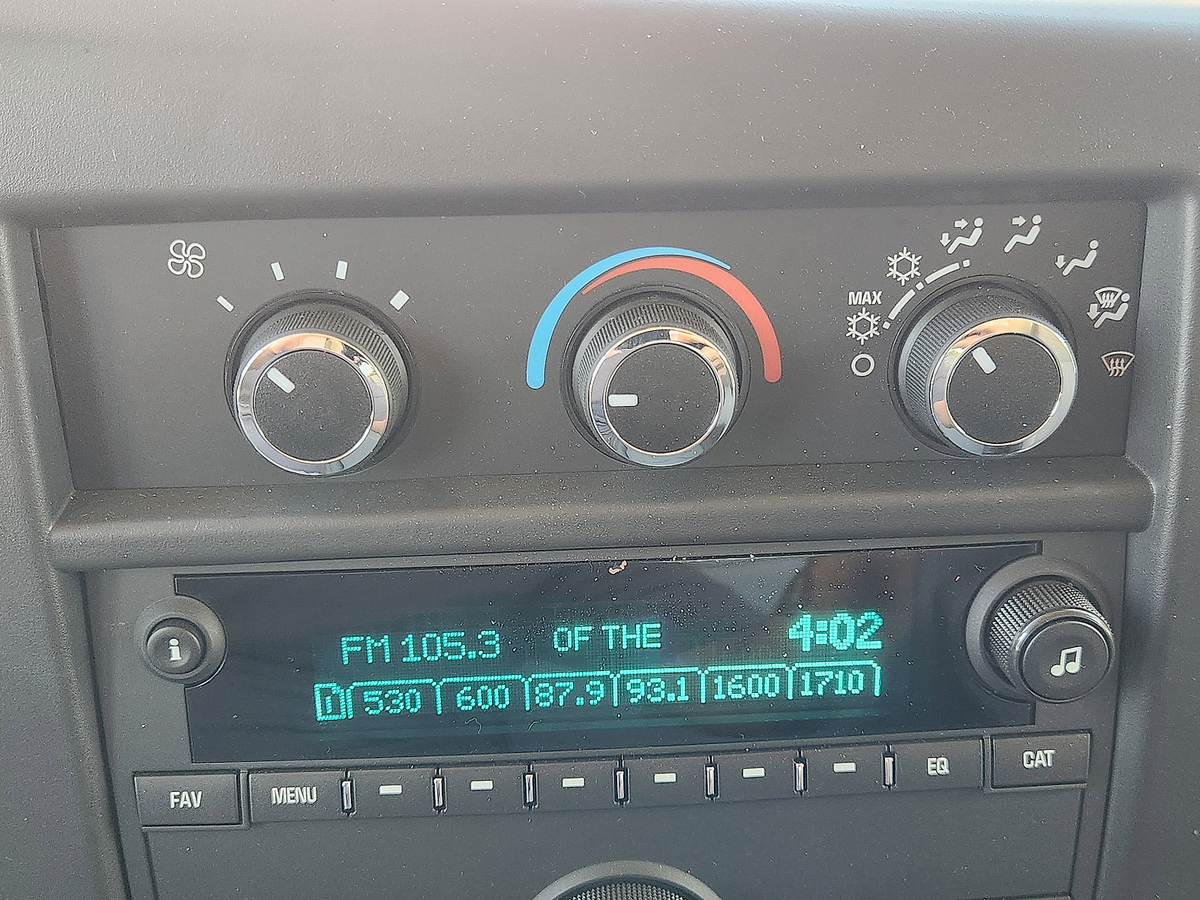 MAX
i
FM 105.3 OF THE 4:02
530 600 87.9 93.1 1600 1710
FAV MENU EQ CAT